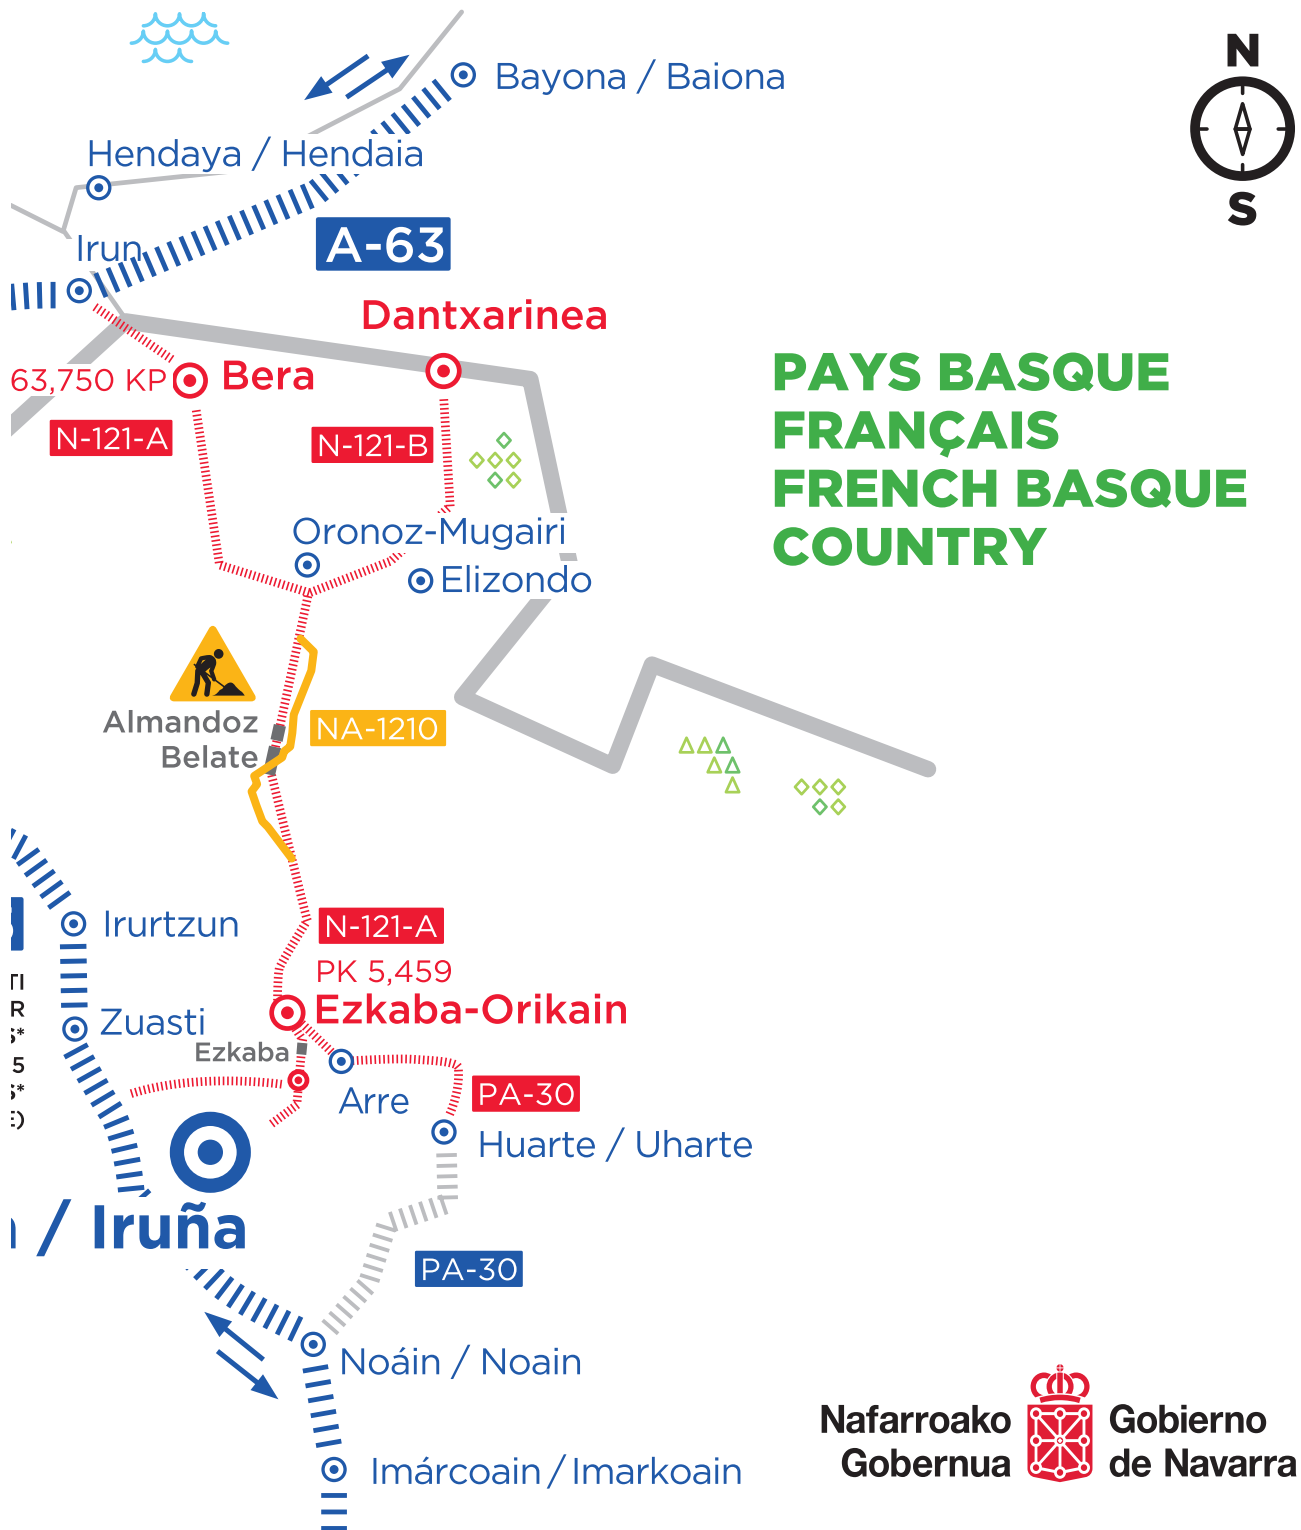 N
S
Bayona / Baiona
Hendaya / Hendaia
Irun
A-63
Dantxarinea
63,750 KP
Bera
N-121-A
N-121-B
PAYS BASQUE
FRANÇAIS
FRENCH BASQUE
COUNTRY
Oronoz-Mugairi
Elizondo
Almandoz
Belate
NA-1210
Irurtzun
N-121-A
PK 5,459
Ezkaba-Orikain
Zuasti
Ezkaba
TI
R
S*
5
S*
E)
Arre
PA-30
Huarte / Uharte
/ Iruña
PA-30
Noáin / Noain
Imárcoain / Imarkoain
Nafarroako
Gobernua
Gobierno
de Navarra